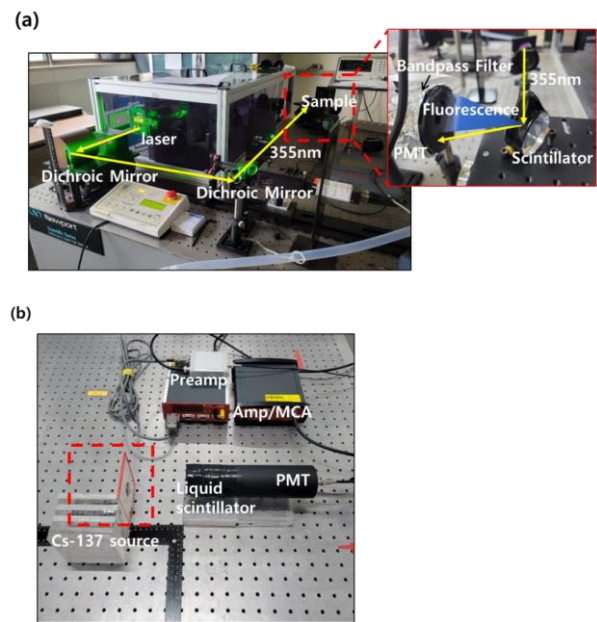 (a)
Bandpass Filter
355nm
Sample
Fluorescence
laser
PMT
355nm
Scintillator
Dichroic Mirror
Dichroic Mirror
Newport
(b)
Preamp
Amp/MCA
PMT
Liquid
scintillator
Cs-137 source